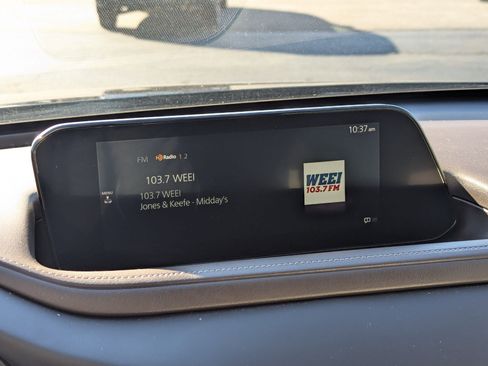 10:37 am
FM HD Radio 1 2
103.7 WEEI
MENU
103.7 WEEI
Jones & Keefe - Midday's
WEEI
103.7 FM